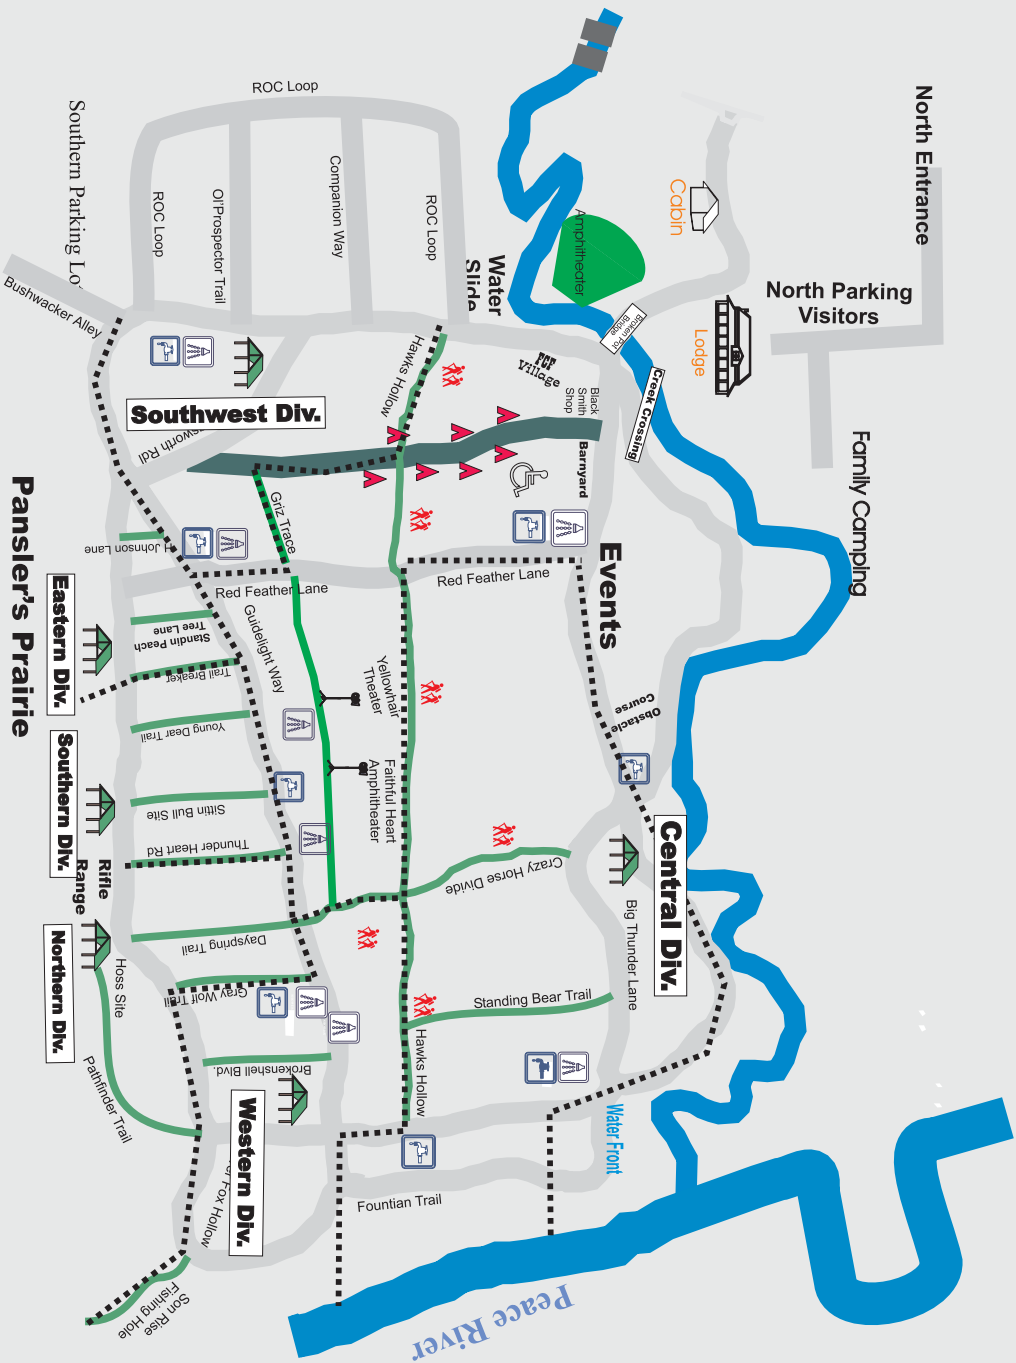 ROC Loop
North Entrance
Southern Parking Lo
Companion Way
Cabin
ROC Loop
Ol'Prospector Trail
ROC Loop
Amphitheater
Water
Slide
North Parking
Visitors
Bushwacker Alley
Broken Pot
Bridge
Lodge
Hawks Hollow
FCF
Village
Creek Crossing
Black
Smith
Shop
Southwest Div.
sworth Rdl
Barnyard
Family Camping
Pansler's Prairie
Griz Trace
H Johnson Lane
Events
Red Feather Lane
Red Feather Lane
Eastern Div.
Standin Peach
Tree Lane
Guidelight Way
Trail Breaker
Yellowhair
Theater
Obstacle
Course
Young Dear Trail
Southern Div.
Faithful Heart
Amphitheater
Sittin Bull Site
Thunder Heart Rd
Rifle
Range
Crazy Horse Divide
Central Div.
Big Thunder Lane
Northern Div.
Dayspring Trail
Hoss Site
Gray Wolf Trail
Standing Bear Trail
Hawks Hollow
Pathfinder Trail
Brokenshell Blvd.
Western Div.
Water Front
Fox Hollow
Fountian Trail
Son Rise
Fishing Hole
Peace River